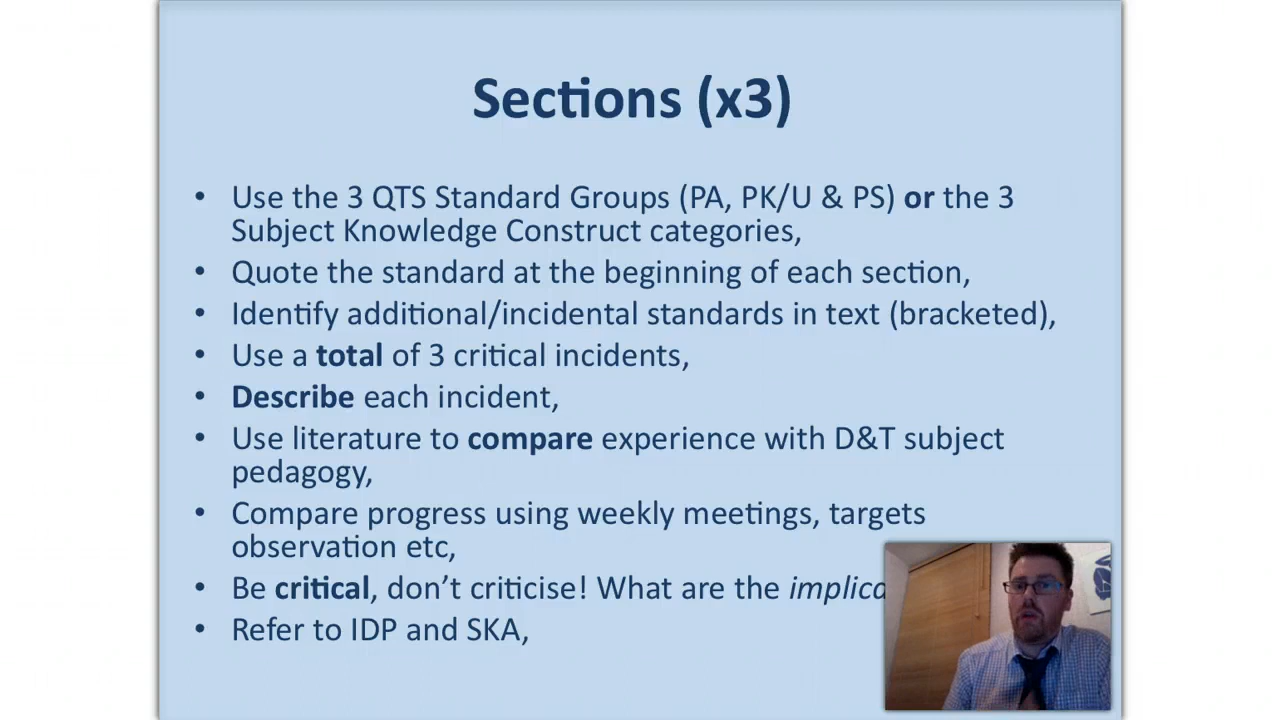 Sections (x3)
• Use the 3 QTS Standard Groups (PA, PK/U & PS) or the 3
Subject Knowledge Construct categories,
• Quote the standard at the beginning of each section,
• Identify additional/incidental standards in text (bracketed),
• Use a total of 3 critical incidents,
• Describe each incident,
• Use literature to compare experience with D&T subject
pedagogy,
• Compare progress using weekly meetings, targets
observation etc,
• Be critical, don’t criticise! What are the
• Refer to IDP and SKA,